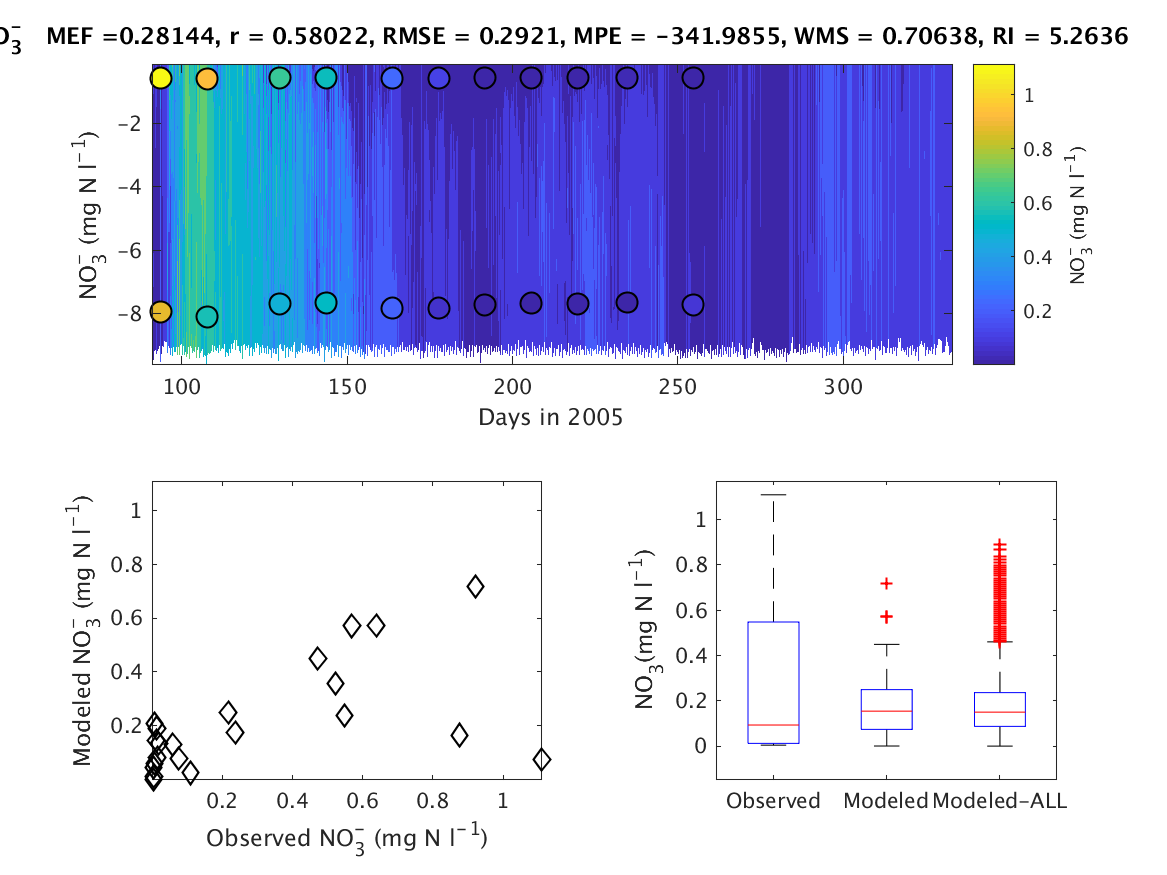 O₃⁻ MEF =0.28144, r = 0.58022, RMSE = 0.2921, MPE = -341.9855, WMS = 0.70638, RI = 5.2636
NO₃⁻ (mg N l⁻¹)
-2
-4
-6
-8
100 150 200 250 300
Days in 2005
1
0.8
0.6
0.4
0.2
NO₃⁻ (mg N l⁻¹)
Modeled NO₃⁻ (mg N l⁻¹)
1
0.8
0.6
0.4
0.2
0.2 0.4 0.6 0.8 1
Observed NO₃⁻ (mg N l⁻¹)
NO₃(mg N l⁻¹)
1
0.8
0.6
0.4
0.2
0
Observed Modeled Modeled-ALL